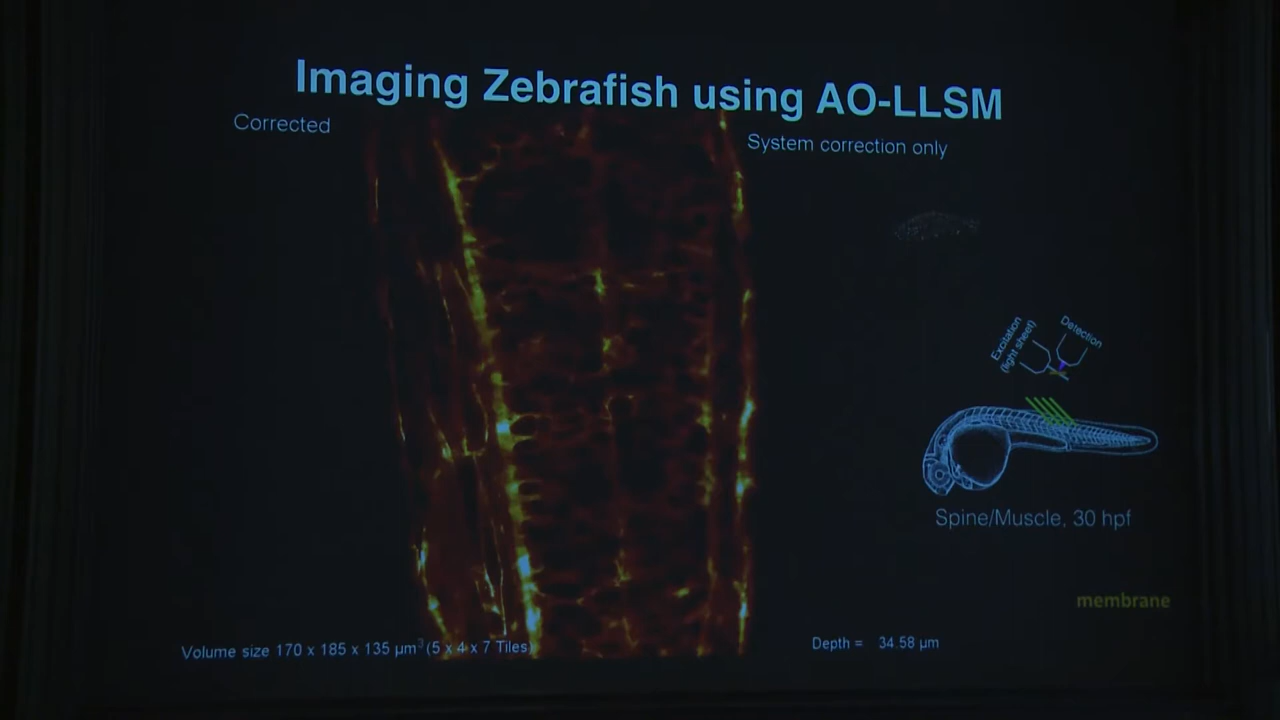 Imaging Zebrafish using AO-LLSM
Corrected
System correction only
Excitation
(light sheet)
Detection
Spine/Muscle, 30 hpf
membrane
Volume size 170 x 185 x 135 µm³ (5 x 4 x 7 Tiles)
Depth = 34.58 µm